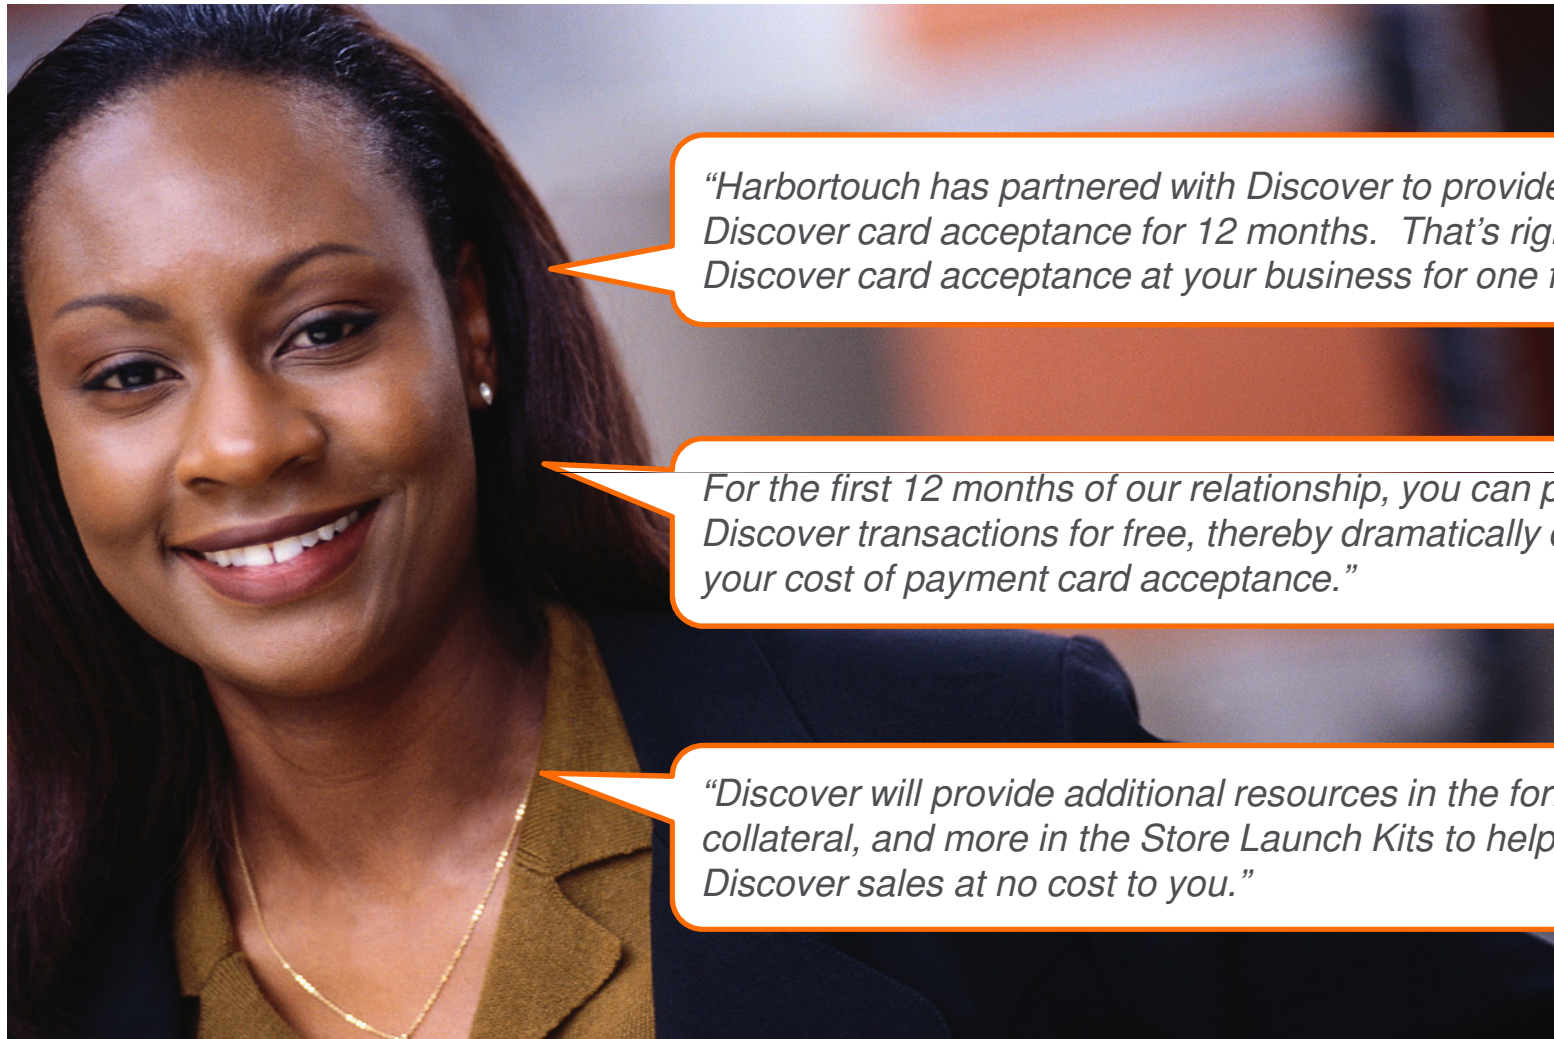 “Harbortouch has partnered with Discover to provide
Discover card acceptance for 12 months.  That’s
Discover card acceptance at your business for one
For the first 12 months of our relationship, you can
Discover transactions for free, thereby dramatically
your cost of payment card acceptance.”
“Discover will provide additional resources in the
collateral, and more in the Store Launch Kits to help
Discover sales at no cost to you.”